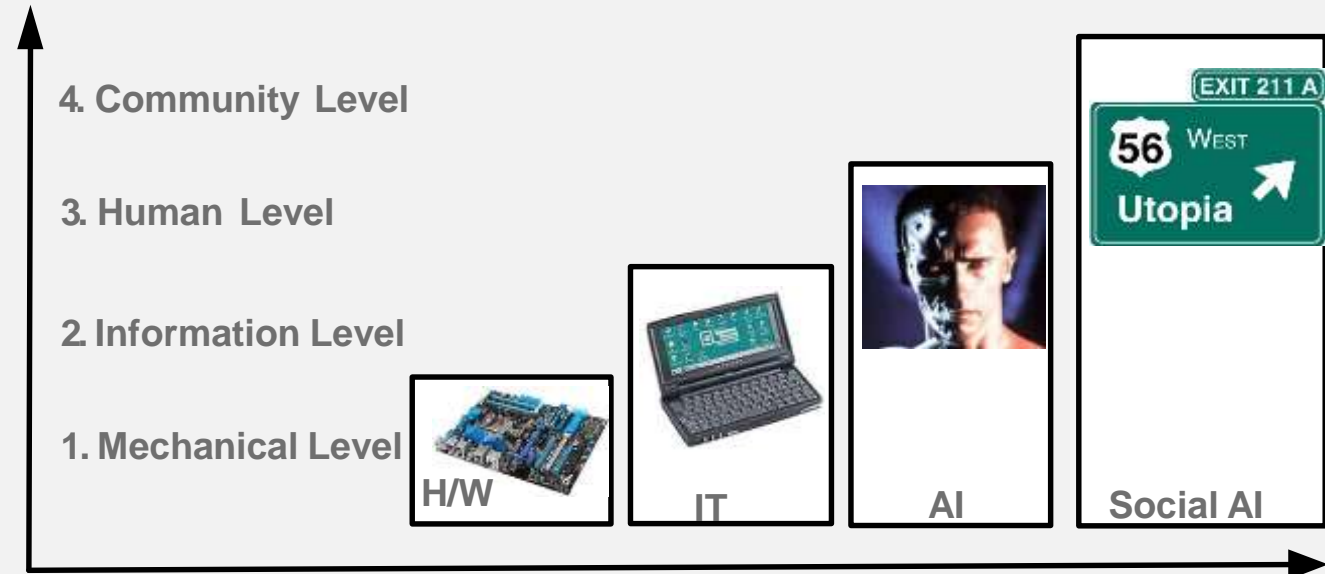 4. Community Level
EXIT 211 A
56 WEST
Utopia
3. Human Level
2. Information Level
1. Mechanical Level
H/W
IT
AI
Social AI